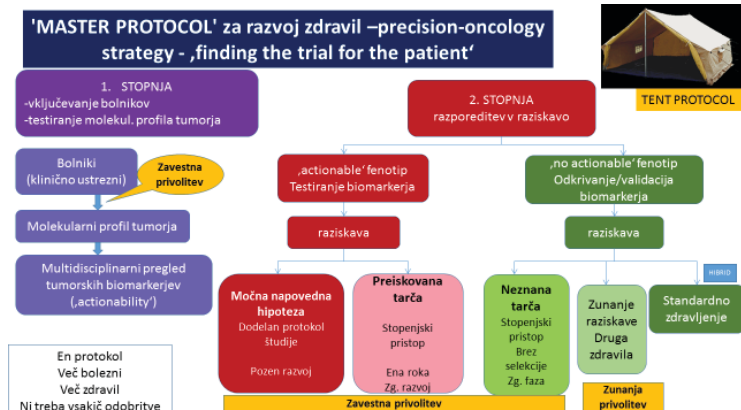 'MASTER PROTOCOL' za razvoj zdravil –precision-oncology
strategy - ‚finding the trial for the patient'
TENT PROTOCOL
1. STOPNJA
-vključevanje bolnikov
-testiranje molekul. profila tumorja
2. STOPNJA
razporeditev v raziskavo
Bolniki
(klinično ustrezni)
Zavestna
privolitev
Molekularni profil tumorja
Multidisciplinarni pregled
tumorskih biomarkerjev
(‚actionability')
‚actionable' fenotip
Testiranje biomarkerja
‚no actionable' fenotip
Odkrivanje/validacija
biomarkerja
raziskava
raziskava
Močna napovedna
hipoteza
Dodelan protokol
študije
Pozen razvoj
Preiskovana
tarča
Stopenjski
pristop
Ena roka
Zg. razvoj
Neznana
tarča
Stopenjski
pristop
Brez
selekcije
Zg. faza
Zunanje
raziskave
Druga
zdravila
HIBRID
Standardno
zdravljenje
En protokol
Več bolezni
Več zdravil
Ni treba vsakič odobritve
Zavestna privolitev
Zunanja
privolitev